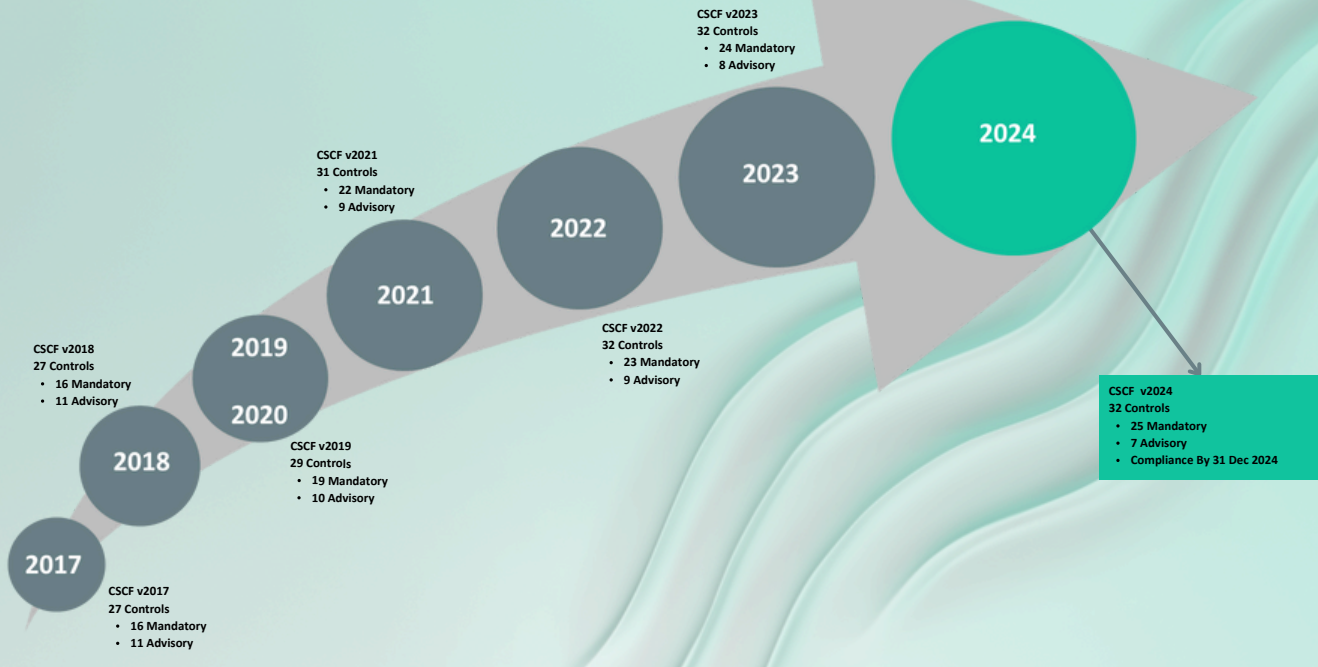 CSCF v2023
32 Controls
• 24 Mandatory
• 8 Advisory
2024
2023
CSCF v2021
31 Controls
• 22 Mandatory
• 9 Advisory
2022
2021
CSCF v2022
32 Controls
• 23 Mandatory
• 9 Advisory
CSCF v2018
27 Controls
• 16 Mandatory
• 11 Advisory
2019
2020
CSCF v2024
32 Controls
• 25 Mandatory
• 7 Advisory
• Compliance By 31 Dec 2024
2018
CSCF v2019
29 Controls
• 19 Mandatory
• 10 Advisory
2017
CSCF v2017
27 Controls
• 16 Mandatory
• 11 Advisory